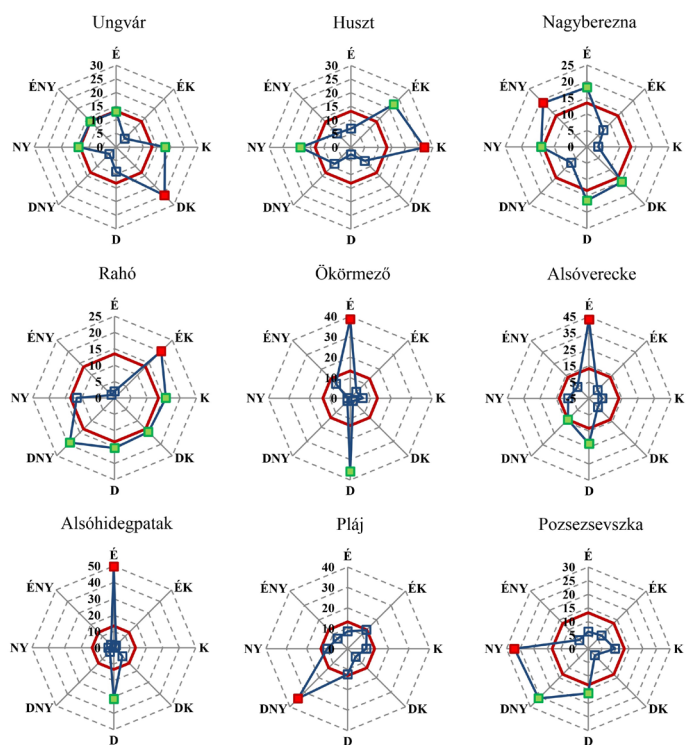 Ungvár
É
ÉK
K
DK
D
DNY
NY
ÉNY
30
25
20
15
10
5
0
Huszt
É
ÉK
K
DK
D
DNY
NY
ÉNY
30
25
20
15
10
5
0
Nagyberezna
É
ÉK
K
DK
D
DNY
NY
ÉNY
25
20
15
10
5
0
Rahó
É
ÉK
K
DK
D
DNY
NY
ÉNY
25
20
15
10
5
0
Ökörmező
É
ÉK
K
DK
D
DNY
NY
ÉNY
40
30
20
10
0
Alsóverecke
É
ÉK
K
DK
D
DNY
NY
ÉNY
45
35
25
15
5
Alsóhidegpatak
É
ÉK
K
DK
D
DNY
NY
ÉNY
50
40
30
20
10
0
Pláj
É
ÉK
K
DK
D
DNY
NY
ÉNY
40
30
20
10
0
Pozsezsevszka
É
ÉK
K
DK
D
DNY
NY
ÉNY
30
25
20
15
10
5
0